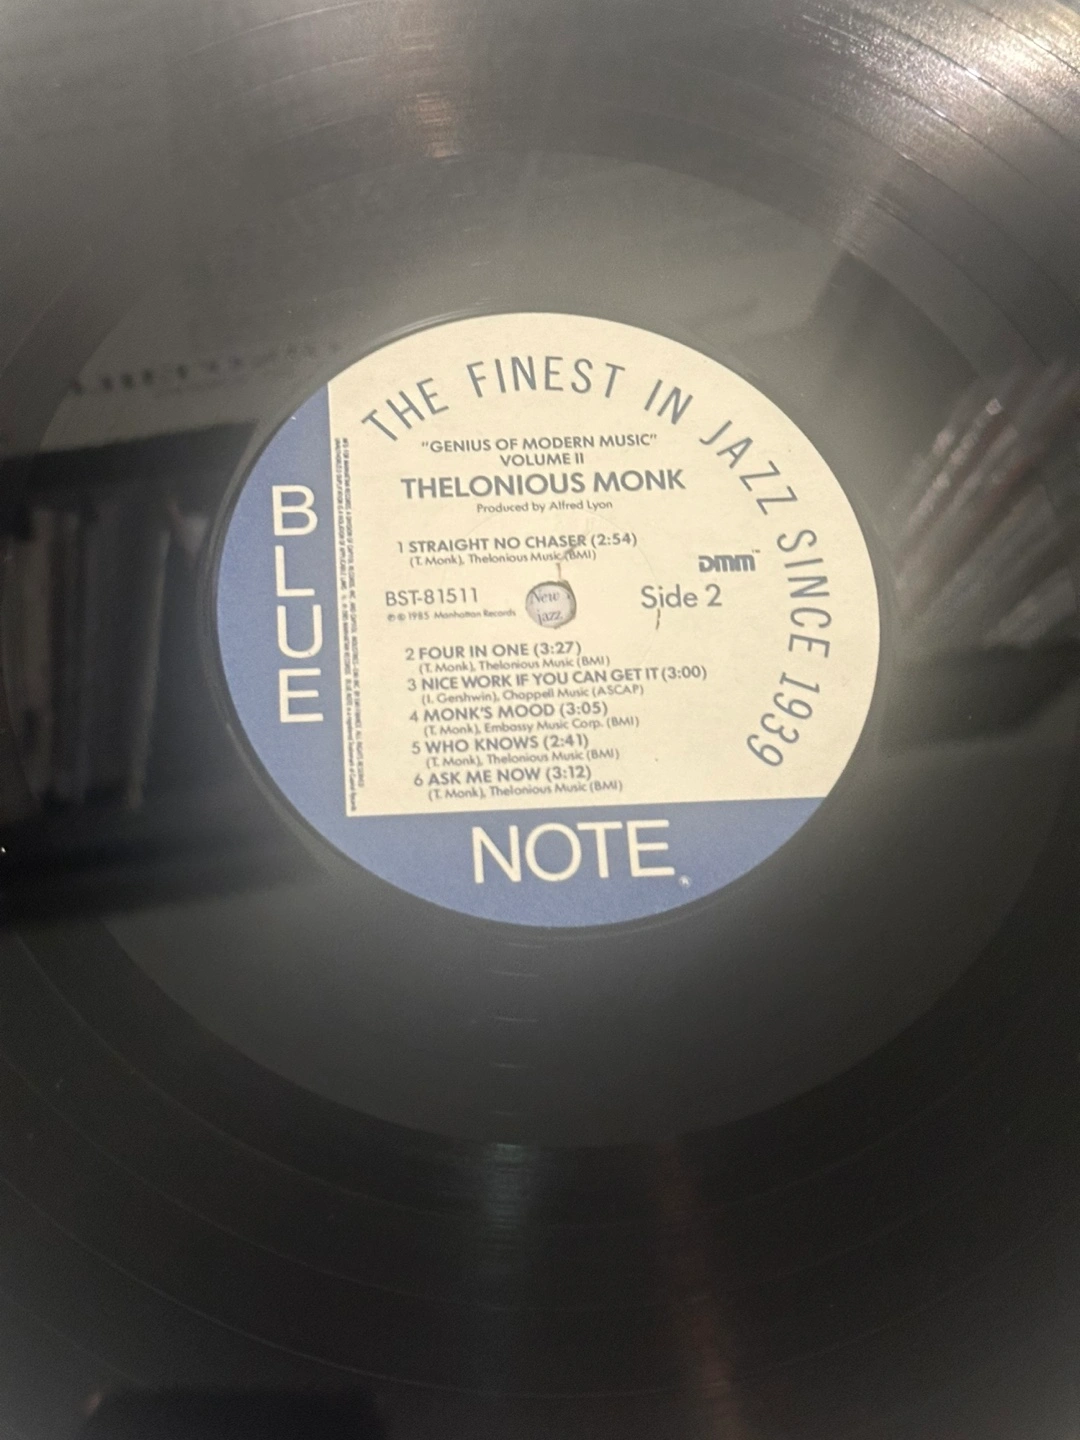 THE FINEST IN JAZZ SINCE 1939
"GENIUS OF MODERN MUSIC"
VOLUME II
THELONIOUS MONK
Produced by Alfred Lyon
1 STRAIGHT NO CHASER (2:54)
(T. Monk), Thelonious Music (BMI)
DMM™
BST-81511
Side 2
℗ © 1985 Manhattan Records
New
jazz
2 FOUR IN ONE (3:27)
(T. Monk), Thelonious Music (BMI)
3 NICE WORK IF YOU CAN GET IT (3:00)
(I. Gershwin), Chappell Music (ASCAP)
4 MONK'S MOOD (3:05)
(T. Monk), Embassy Music Corp. (BMI)
5 WHO KNOWS (2:41)
(T. Monk), Thelonious Music (BMI)
6 ASK ME NOW (3:12)
(T. Monk), Thelonious Music (BMI)
BLUE
NOTE®